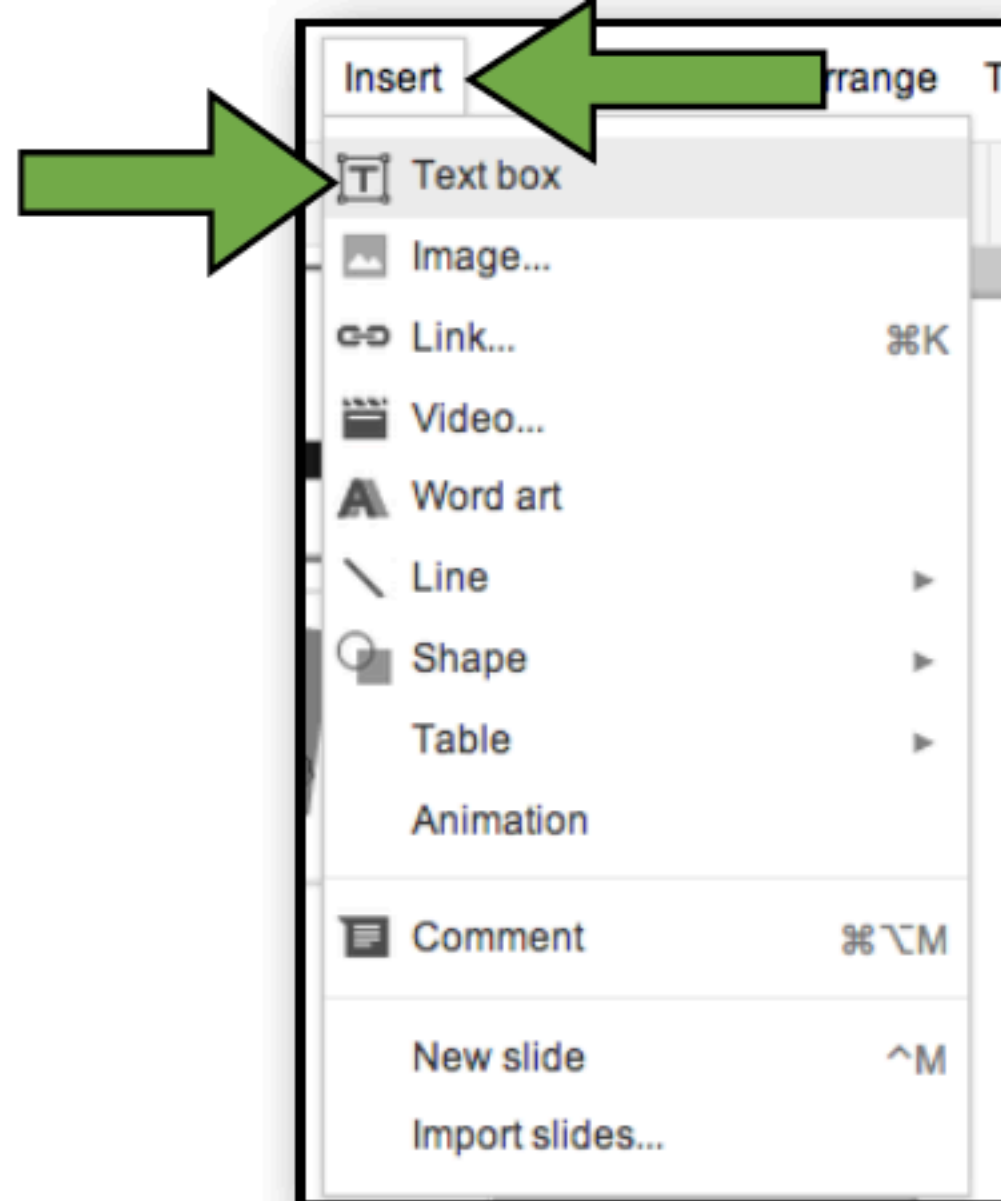 Insert rrange T
Text box
Image...
Link... ⌘K
Video...
Word art
Line
Shape
Table
Animation
Comment ⌘⌥M
New slide ^M
Import slides...